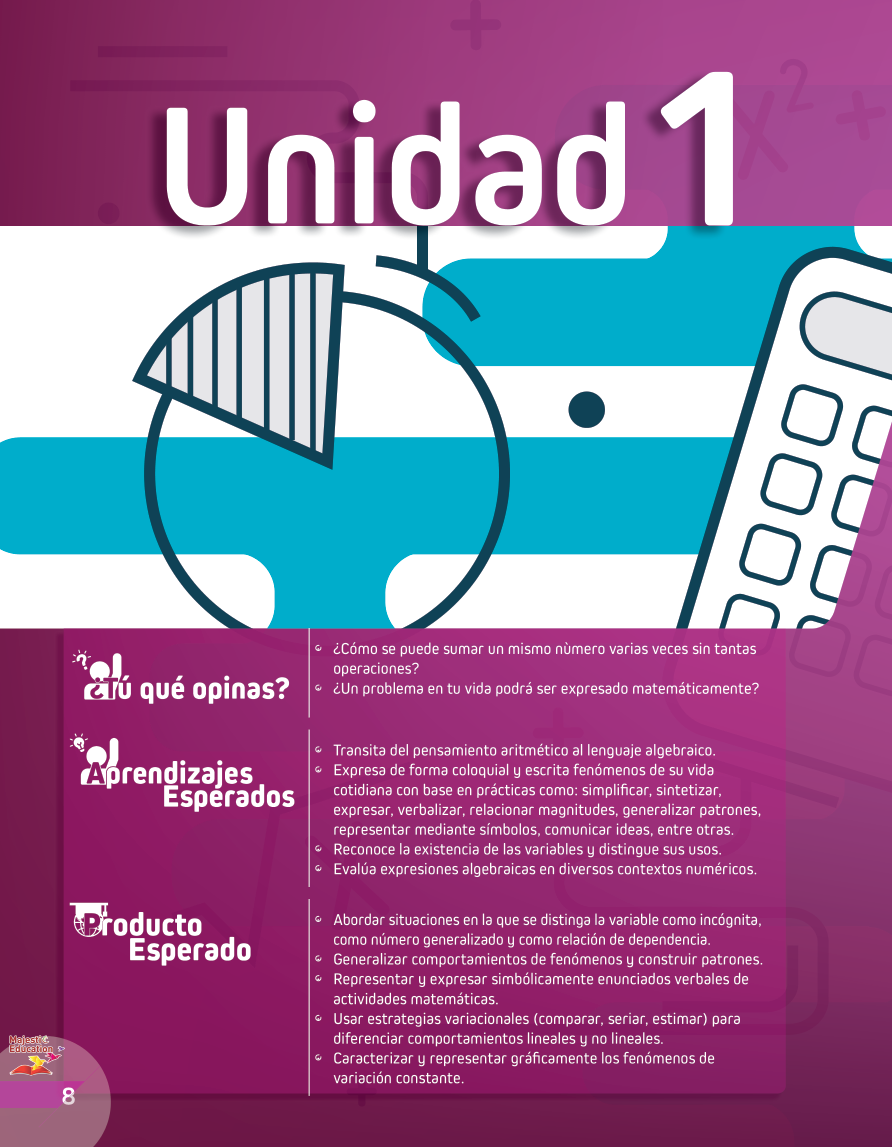 Unidad 1
x²
¿Tú qué opinas?
¿Cómo se puede sumar un mismo nùmero varias veces sin tantas
operaciones?
¿Un problema en tu vida podrá ser expresado matemáticamente?
Aprendizajes
Esperados
Transita del pensamiento aritmético al lenguaje algebraico.
Expresa de forma coloquial y escrita fenómenos de su vida
cotidiana con base en prácticas como: simplificar, sintetizar,
expresar, verbalizar, relacionar magnitudes, generalizar patrones,
representar mediante símbolos, comunicar ideas, entre otras.
Reconoce la existencia de las variables y distingue sus usos.
Evalúa expresiones algebraicas en diversos contextos numéricos.
Producto
Esperado
Abordar situaciones en la que se distinga la variable como incógnita,
como número generalizado y como relación de dependencia.
Generalizar comportamientos de fenómenos y construir patrones.
Representar y expresar simbólicamente enunciados verbales de
actividades matemáticas.
Usar estrategias variacionales (comparar, seriar, estimar) para
diferenciar comportamientos lineales y no lineales.
Caracterizar y representar gráficamente los fenómenos de
variación constante.
Majestic
Education
8